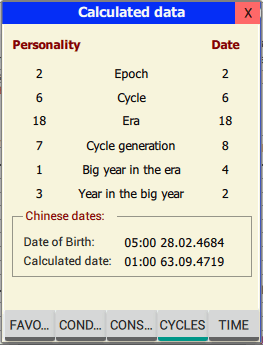 Calculated data X
Personality Date
2 Epoch 2
6 Cycle 6
18 Era 18
7 Cycle generation 8
1 Big year in the era 4
3 Year in the big year 2
Chinese dates:
Date of Birth: 05:00 28.02.4684
Calculated date: 01:00 63.09.4719
FAVO... COND... CONS... CYCLES TIME